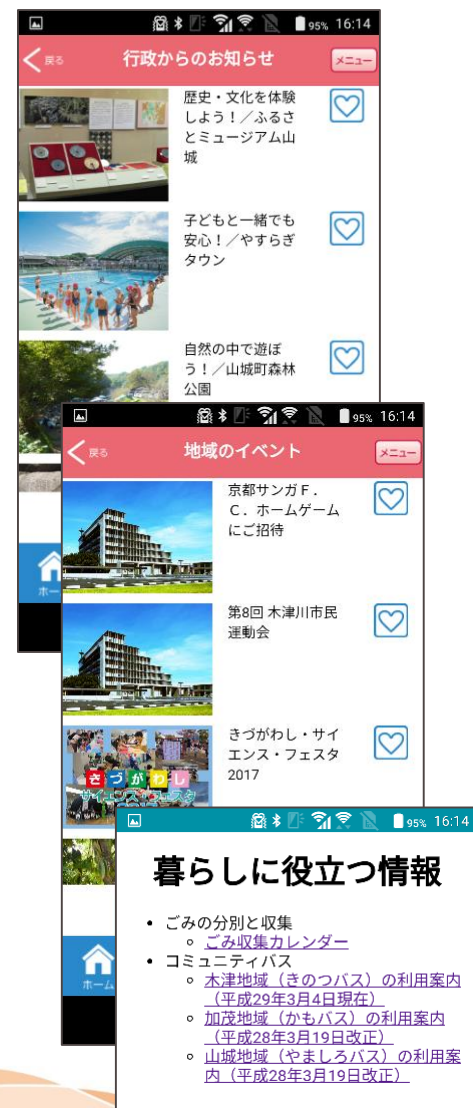 95% 16:14
戻る 行政からのお知らせ メニュー
歴史・文化を体験
しよう！／ふるさ
とミュージアム山
城
子どもと一緒でも
安心！／やすらぎ
タウン
自然の中で遊ぼ
う！／山城町森林
公園
ホー
95% 16:14
戻る 地域のイベント メニュー
京都サンガＦ．
Ｃ．ホームゲーム
にご招待
第8回 木津川市民
運動会
きづがわし・サイ
エンス・フェスタ
2017
きづがわし
サイエンス・フェスタ
ホーム
95% 16:14
暮らしに役立つ情報
• ごみの分別と収集
◦ ごみ収集カレンダー
• コミュニティバス
◦ 木津地域（きのつバス）の利用案内
（平成29年3月4日現在）
◦ 加茂地域（かもバス）の利用案内
（平成28年3月19日改正）
◦ 山城地域（やましろバス）の利用案
内（平成28年3月19日改正）